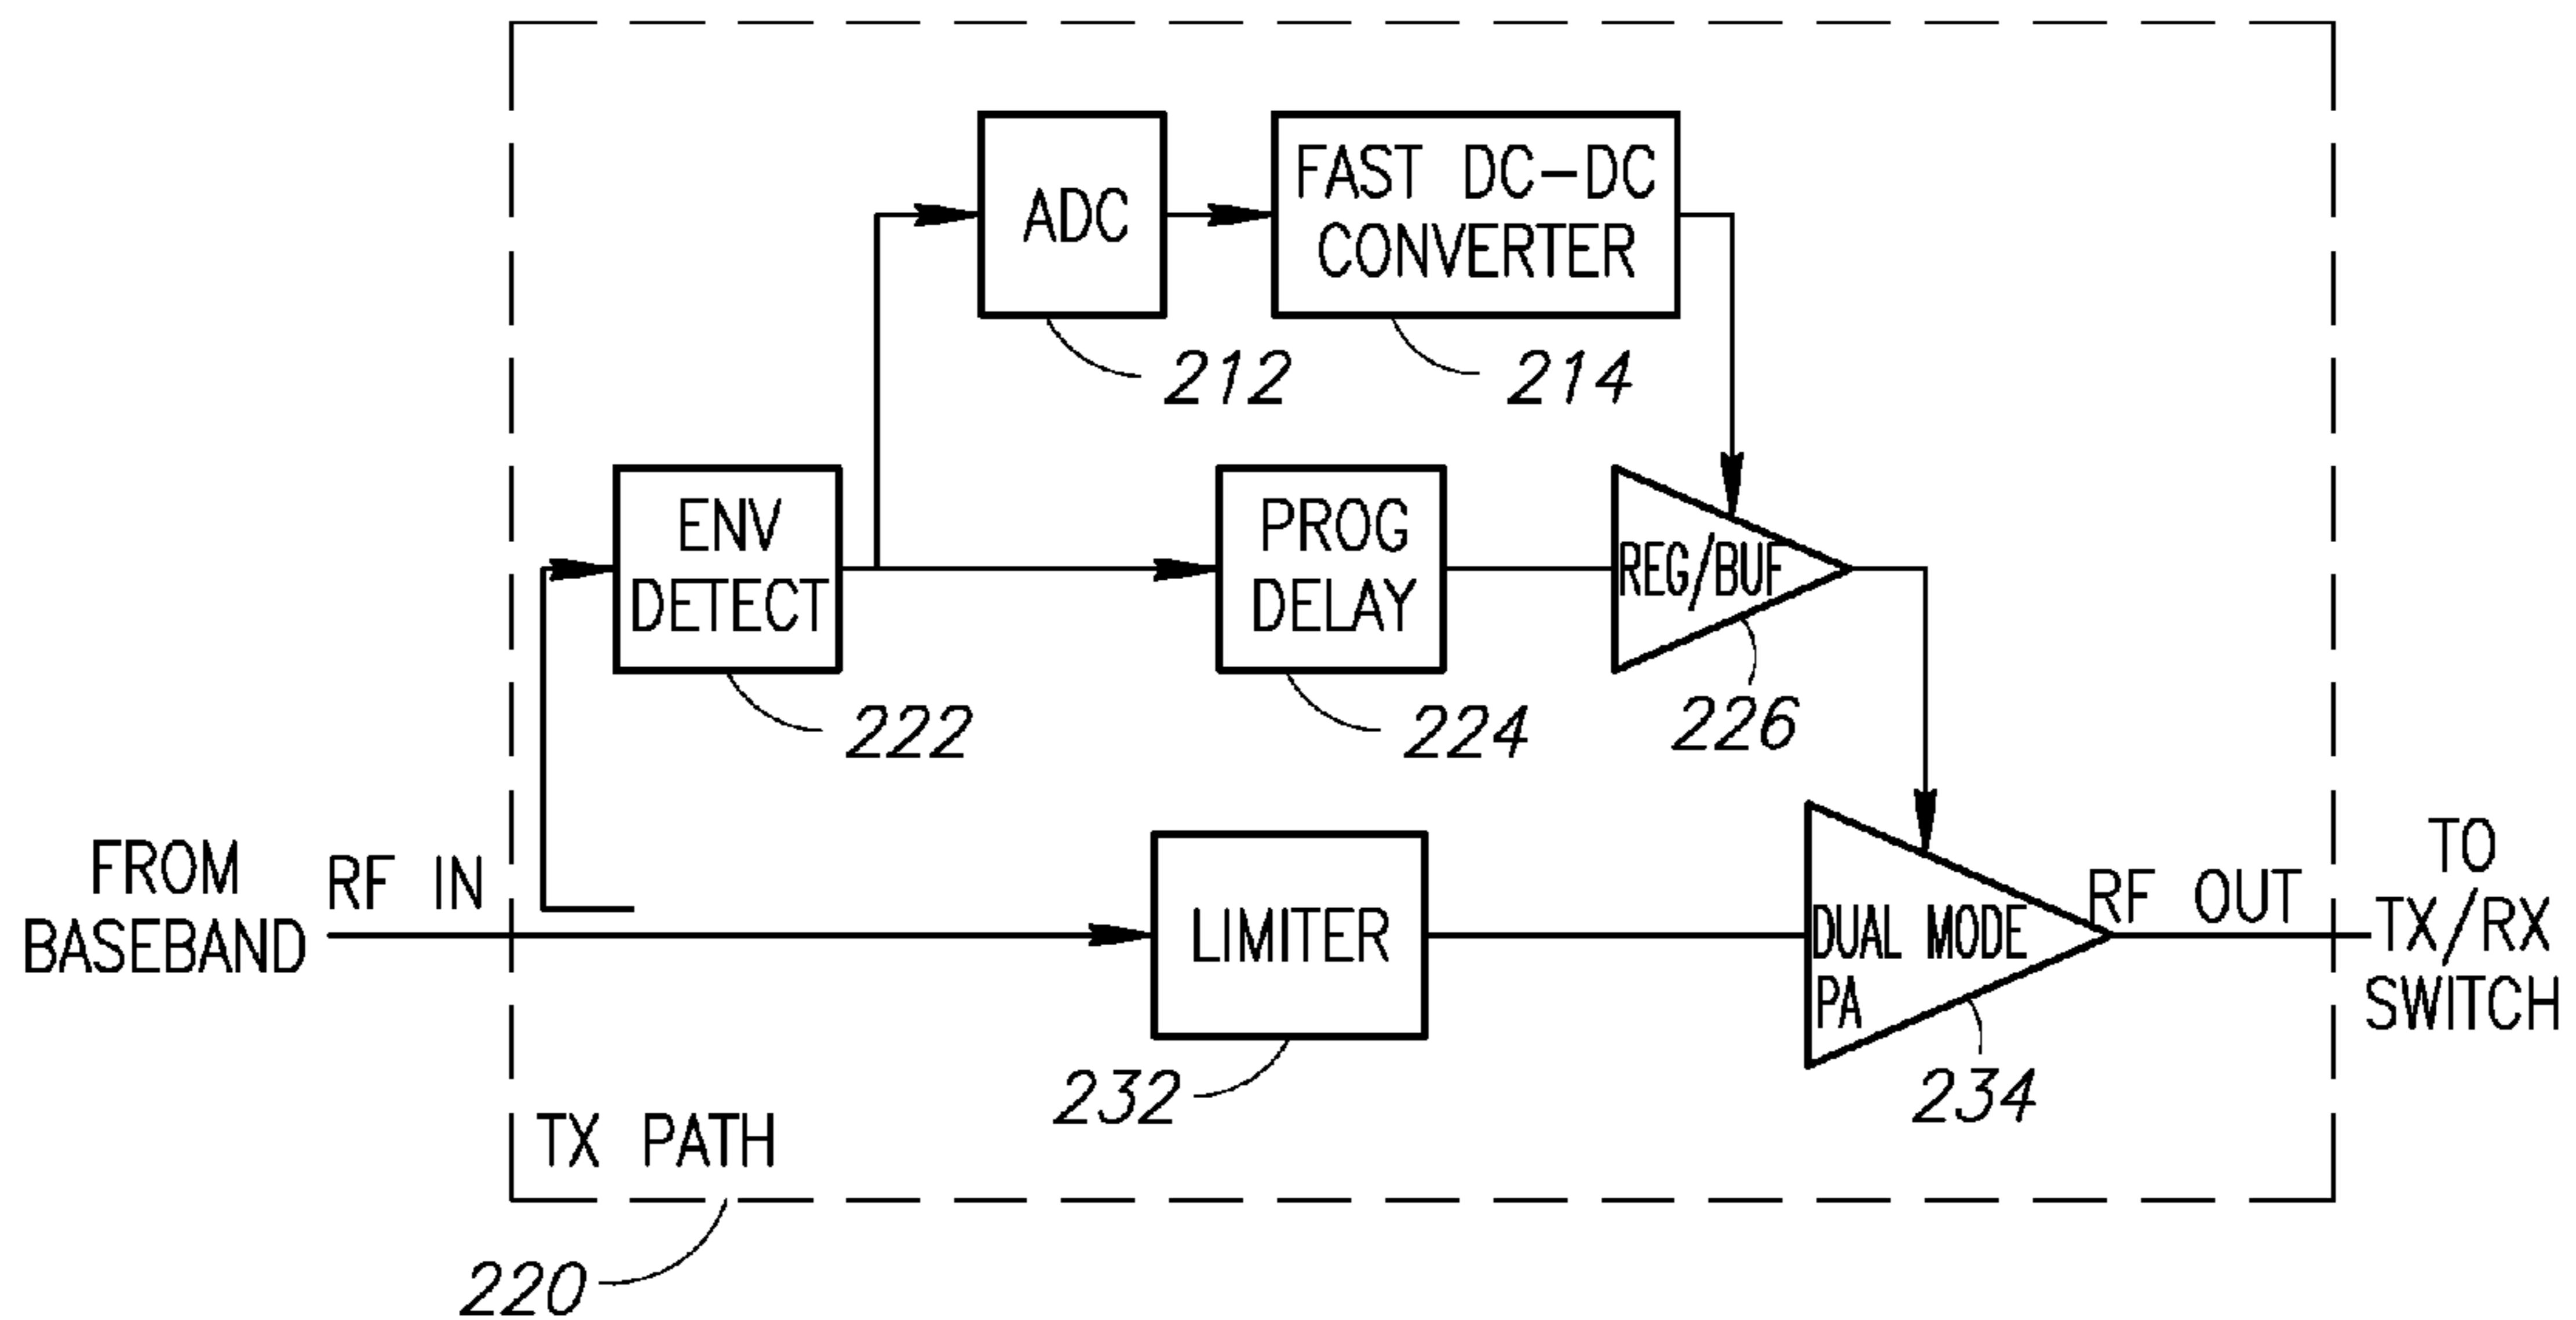 ADC
FAST DC-DC
CONVERTER
212
214
ENV
DETECT
PROG
DELAY
REG/BUF
222
224
226
FROM
BASEBAND
RF IN
LIMITER
DUAL MODE
PA
RF OUT
TO
TX/RX
SWITCH
232
234
TX PATH
220